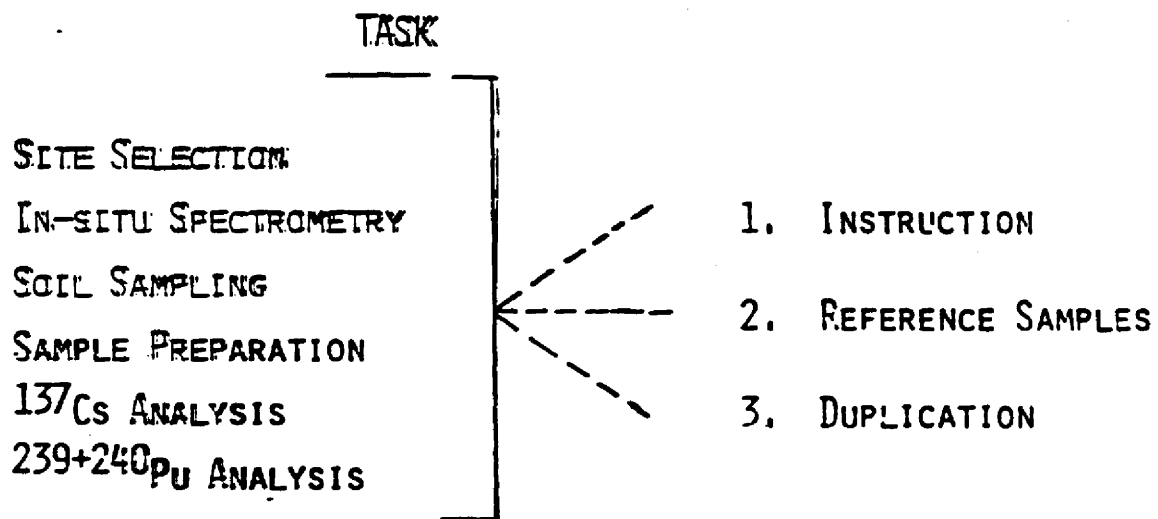 TASK
SITE SELECTION
IN-SITU SPECTROMETRY
SOIL SAMPLING
SAMPLE PREPARATION
137Cs ANALYSIS
239+240Pu ANALYSIS
1. INSTRUCTION
2. REFERENCE SAMPLES
3. DUPLICATION